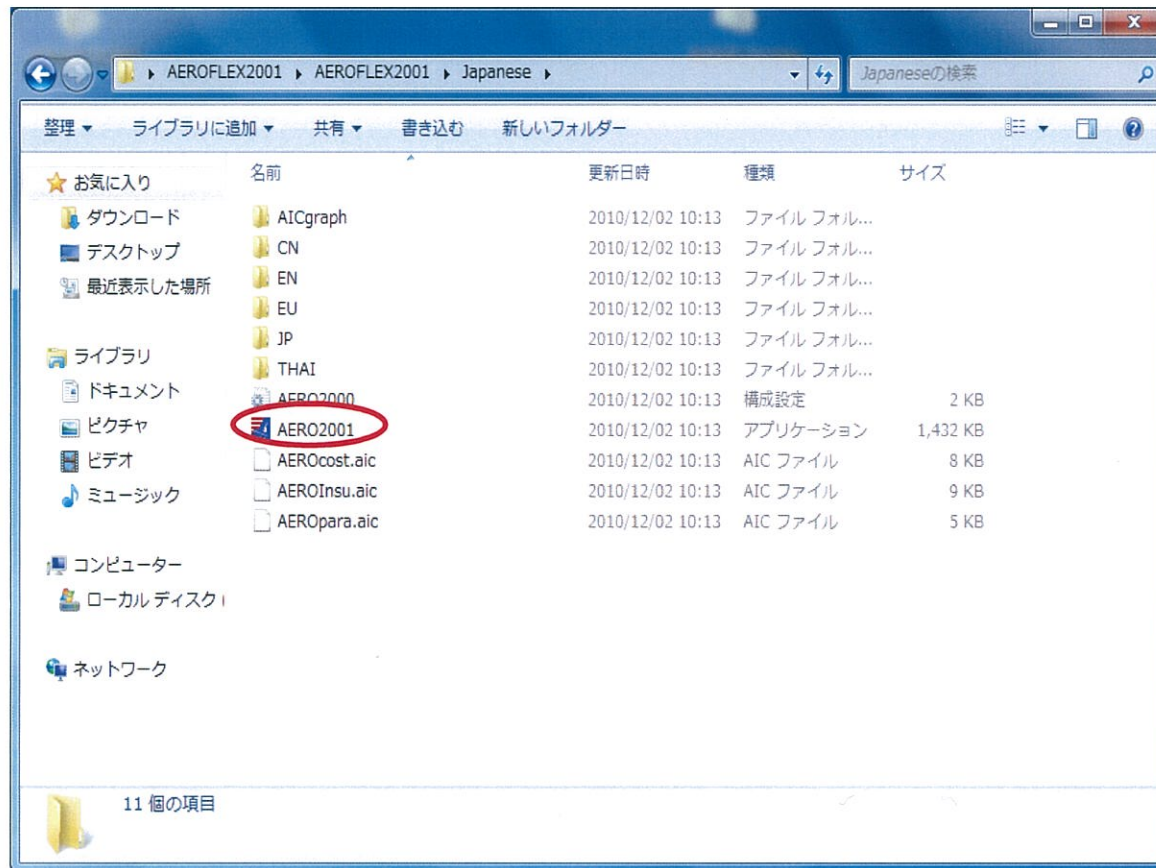 AEROFLEX2001 AEROFLEX2001 Japanese
Japaneseの検索
整理 ライブラリに追加 共有 書き込む 新しいフォルダー
名前 更新日時 種類 サイズ
お気に入り
ダウンロード
デスクトップ
最近表示した場所
ライブラリ
ドキュメント
ピクチャ
ビデオ
ミュージック
コンピューター
ローカル ディスク (
ネットワーク
AICgraph 2010/12/02 10:13 ファイル フォル...
CN 2010/12/02 10:13 ファイル フォル...
EN 2010/12/02 10:13 ファイル フォル...
EU 2010/12/02 10:13 ファイル フォル...
JP 2010/12/02 10:13 ファイル フォル...
THAI 2010/12/02 10:13 ファイル フォル...
AERO2000 2010/12/02 10:13 構成設定 2 KB
AERO2001 2010/12/02 10:13 アプリケーション 1,432 KB
AEROcost.aic 2010/12/02 10:13 AIC ファイル 8 KB
AEROInsu.aic 2010/12/02 10:13 AIC ファイル 9 KB
AEROpara.aic 2010/12/02 10:13 AIC ファイル 5 KB
11 個の項目